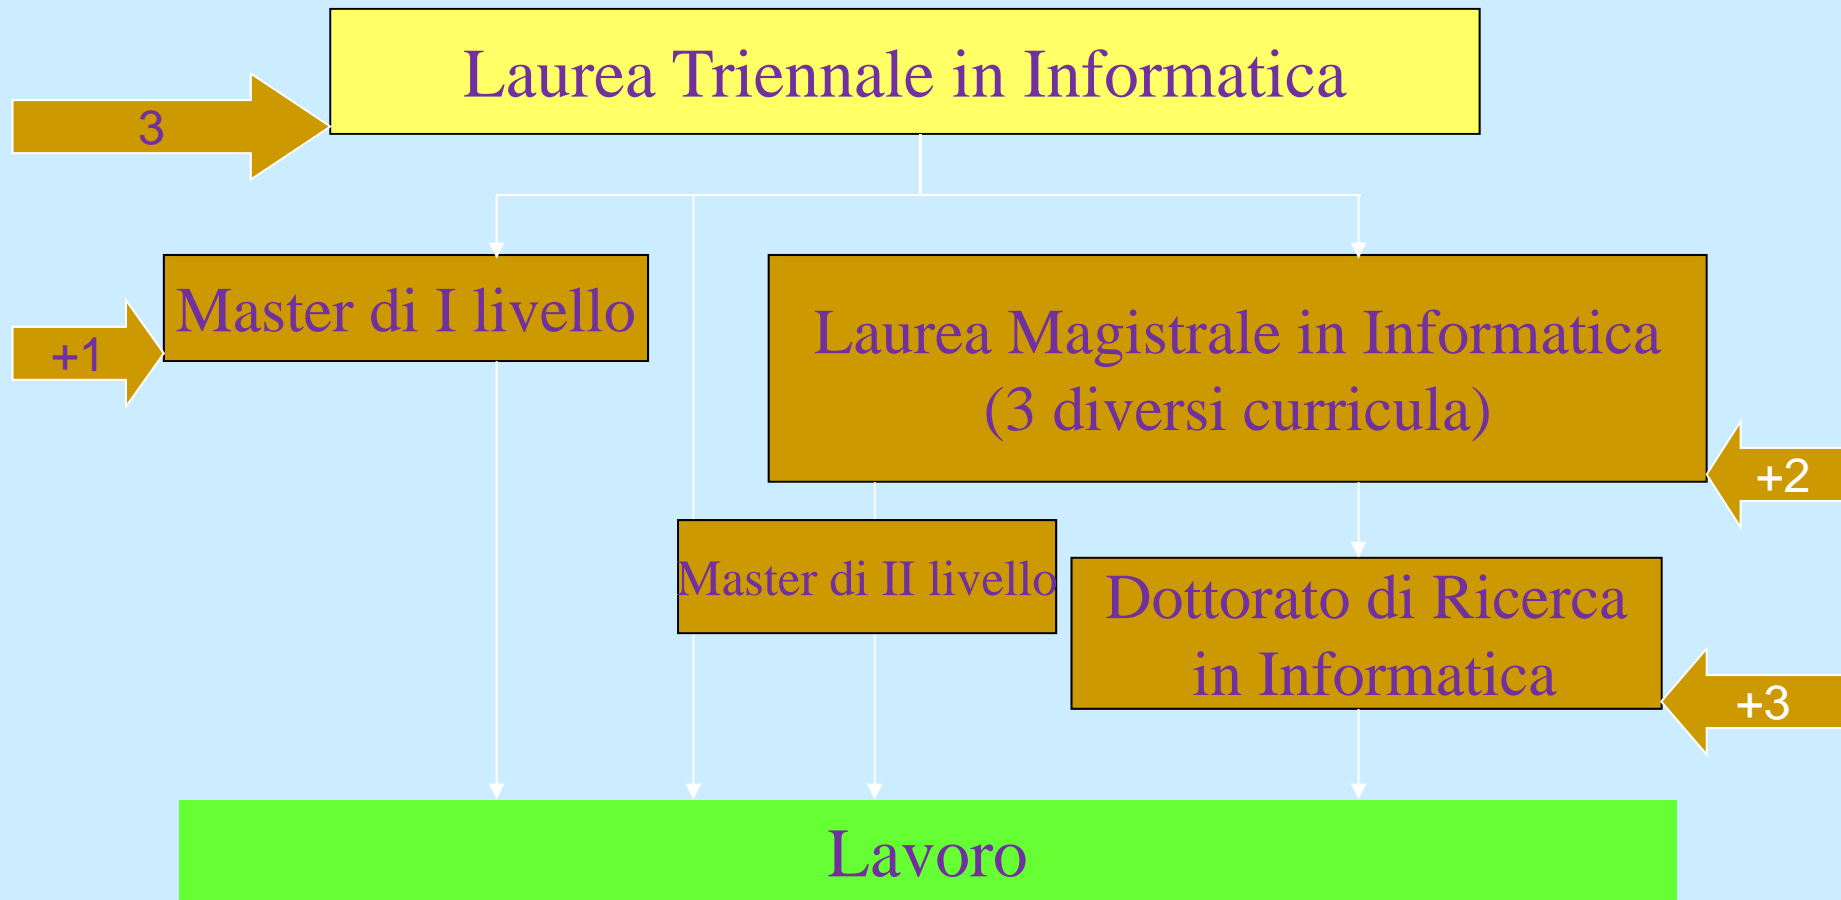 Laurea Triennale in Informatica
3
Master di I livello
+1
Laurea Magistrale in Informatica
(3 diversi curricula)
+2
Master di II livello
Dottorato di Ricerca
in Informatica
+3
Lavoro